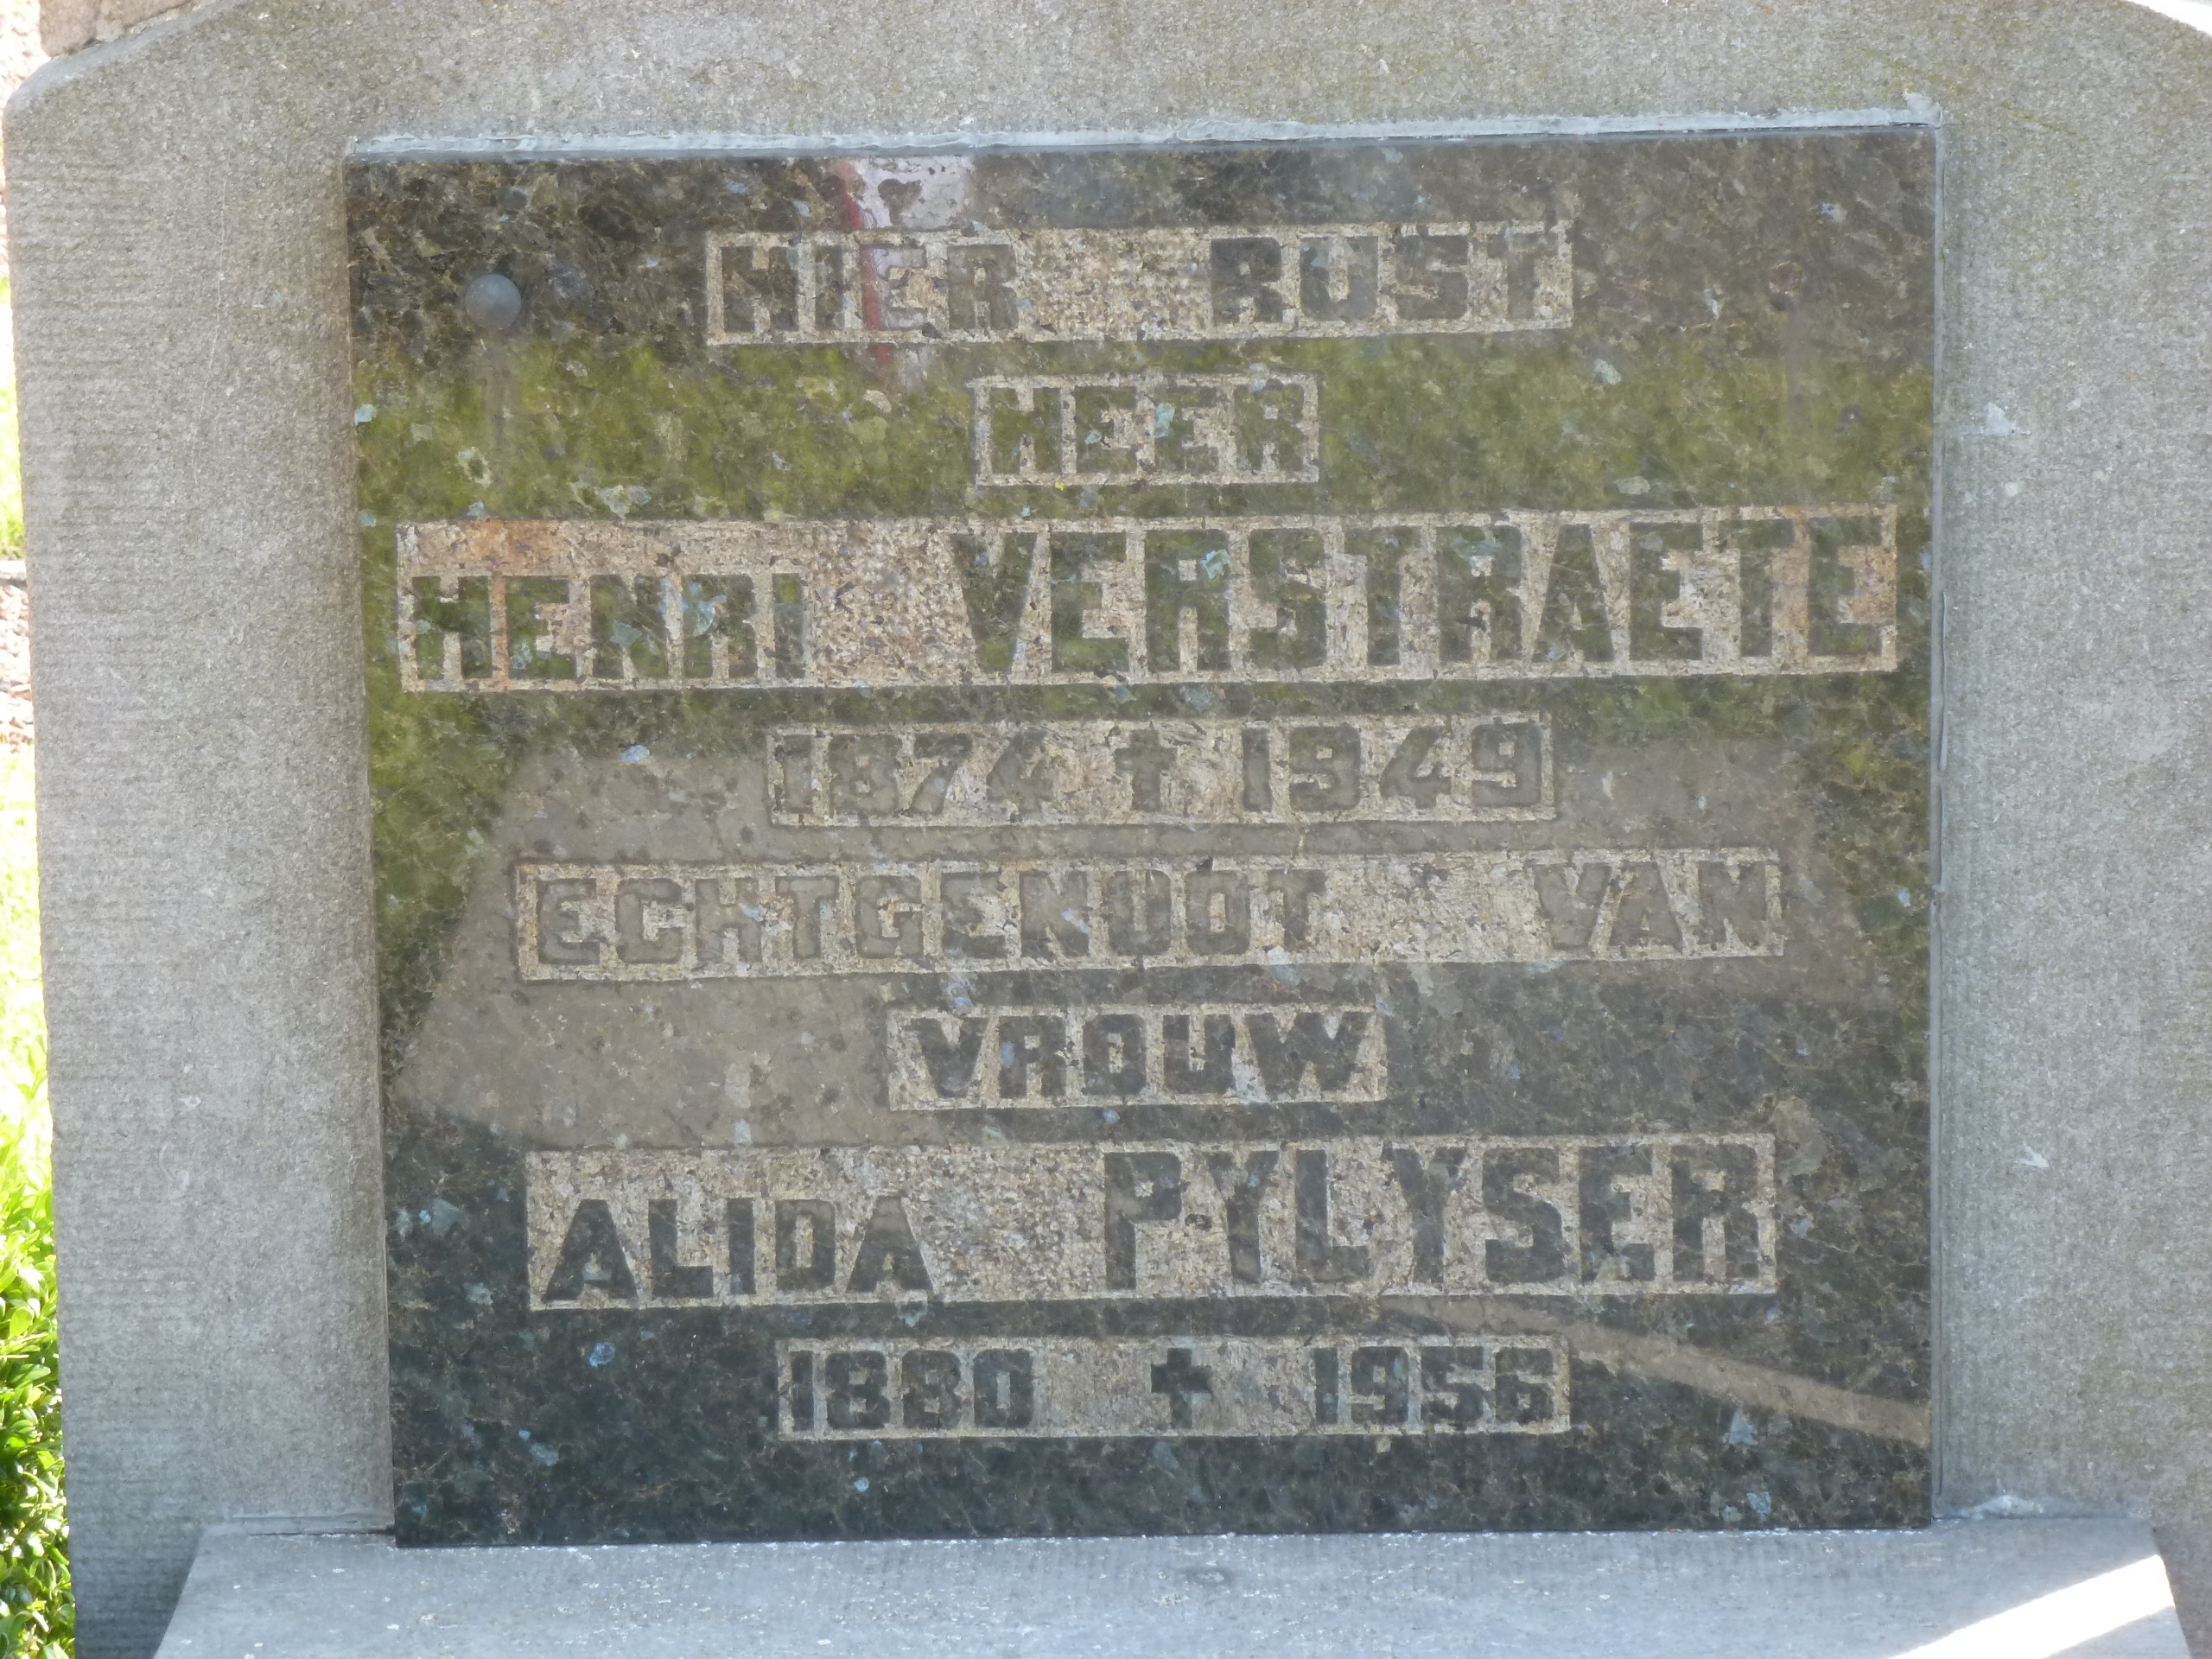 HIER RUST
HEER
HENRI VERSTRAETE
1874 ✝ 1949
ECHTGENOOT VAN
VROUW
ALIDA PYLYSER
1880 ✝ 1956